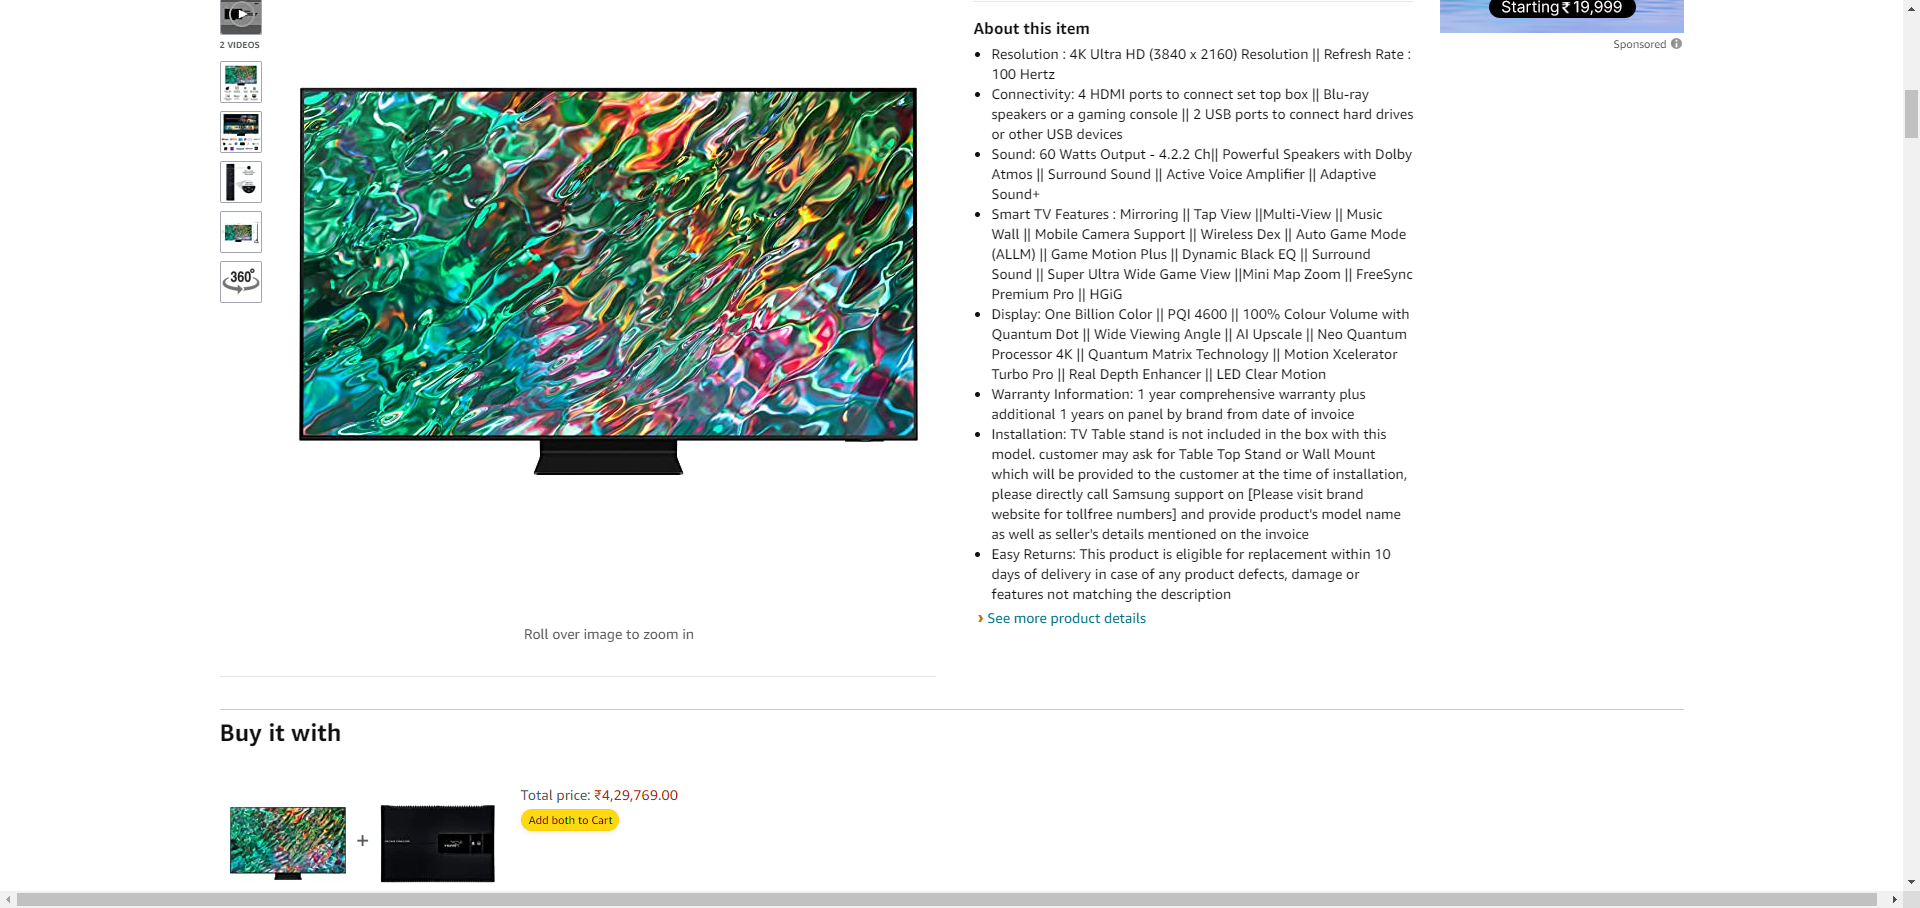 Starting ₹ 19,999
Sponsored
2 VIDEOS
360°
Roll over image to zoom in
About this item
Resolution : 4K Ultra HD (3840 x 2160) Resolution || Refresh Rate :
100 Hertz
Connectivity: 4 HDMI ports to connect set top box || Blu-ray
speakers or a gaming console || 2 USB ports to connect hard drives
or other USB devices
Sound: 60 Watts Output - 4.2.2 Ch|| Powerful Speakers with Dolby
Atmos || Surround Sound || Active Voice Amplifier || Adaptive
Sound+
Smart TV Features : Mirroring || Tap View ||Multi-View || Music
Wall || Mobile Camera Support || Wireless Dex || Auto Game Mode
(ALLM) || Game Motion Plus || Dynamic Black EQ || Surround
Sound || Super Ultra Wide Game View ||Mini Map Zoom || FreeSync
Premium Pro || HGiG
Display: One Billion Color || PQI 4600 || 100% Colour Volume with
Quantum Dot || Wide Viewing Angle || AI Upscale || Neo Quantum
Processor 4K || Quantum Matrix Technology || Motion Xcelerator
Turbo Pro || Real Depth Enhancer || LED Clear Motion
Warranty Information: 1 year comprehensive warranty plus
additional 1 years on panel by brand from date of invoice
Installation: TV Table stand is not included in the box with this
model. customer may ask for Table Top Stand or Wall Mount
which will be provided to the customer at the time of installation,
please directly call Samsung support on [Please visit brand
website for tollfree numbers] and provide product's model name
as well as seller's details mentioned on the invoice
Easy Returns: This product is eligible for replacement within 10
days of delivery in case of any product defects, damage or
features not matching the description
› See more product details
Buy it with
+
Total price: ₹4,29,769.00
Add both to Cart